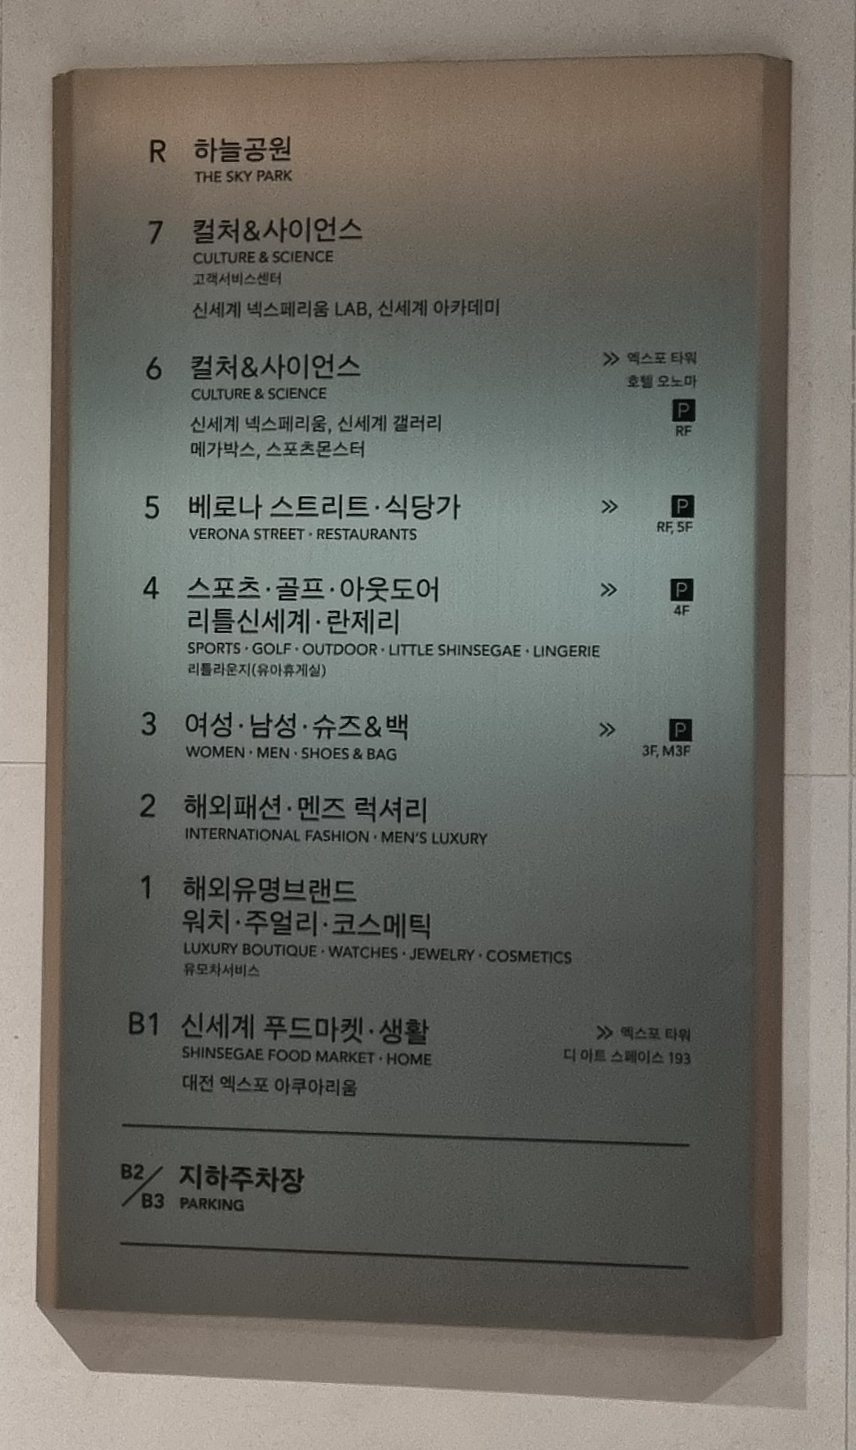 R 하늘공원
THE SKY PARK
7 컬처&사이언스
CULTURE & SCIENCE
고객서비스센터
신세계 넥스페리움 LAB, 신세계 아카데미
6 컬처&사이언스 >> 엑스포 타워
CULTURE & SCIENCE 호텔 오노마
P
신세계 넥스페리움, 신세계 갤러리 RF
메가박스, 스포츠몬스터
5 베로나 스트리트·식당가 >> P
VERONA STREET · RESTAURANTS RF, 5F
4 스포츠·골프·아웃도어 >> P
리틀신세계·란제리 4F
SPORTS · GOLF · OUTDOOR · LITTLE SHINSEGAE · LINGERIE
리틀라운지(유아휴게실)
3 여성·남성·슈즈&백 >> P
WOMEN · MEN · SHOES & BAG 3F, M3F
2 해외패션·멘즈 럭셔리
INTERNATIONAL FASHION · MEN'S LUXURY
1 해외유명브랜드
워치·주얼리·코스메틱
LUXURY BOUTIQUE · WATCHES · JEWELRY · COSMETICS
유모차서비스
B1 신세계 푸드마켓·생활 >> 엑스포 타워
SHINSEGAE FOOD MARKET · HOME 디 아트 스페이스 193
대전 엑스포 아쿠아리움
B2/B3 지하주차장
PARKING